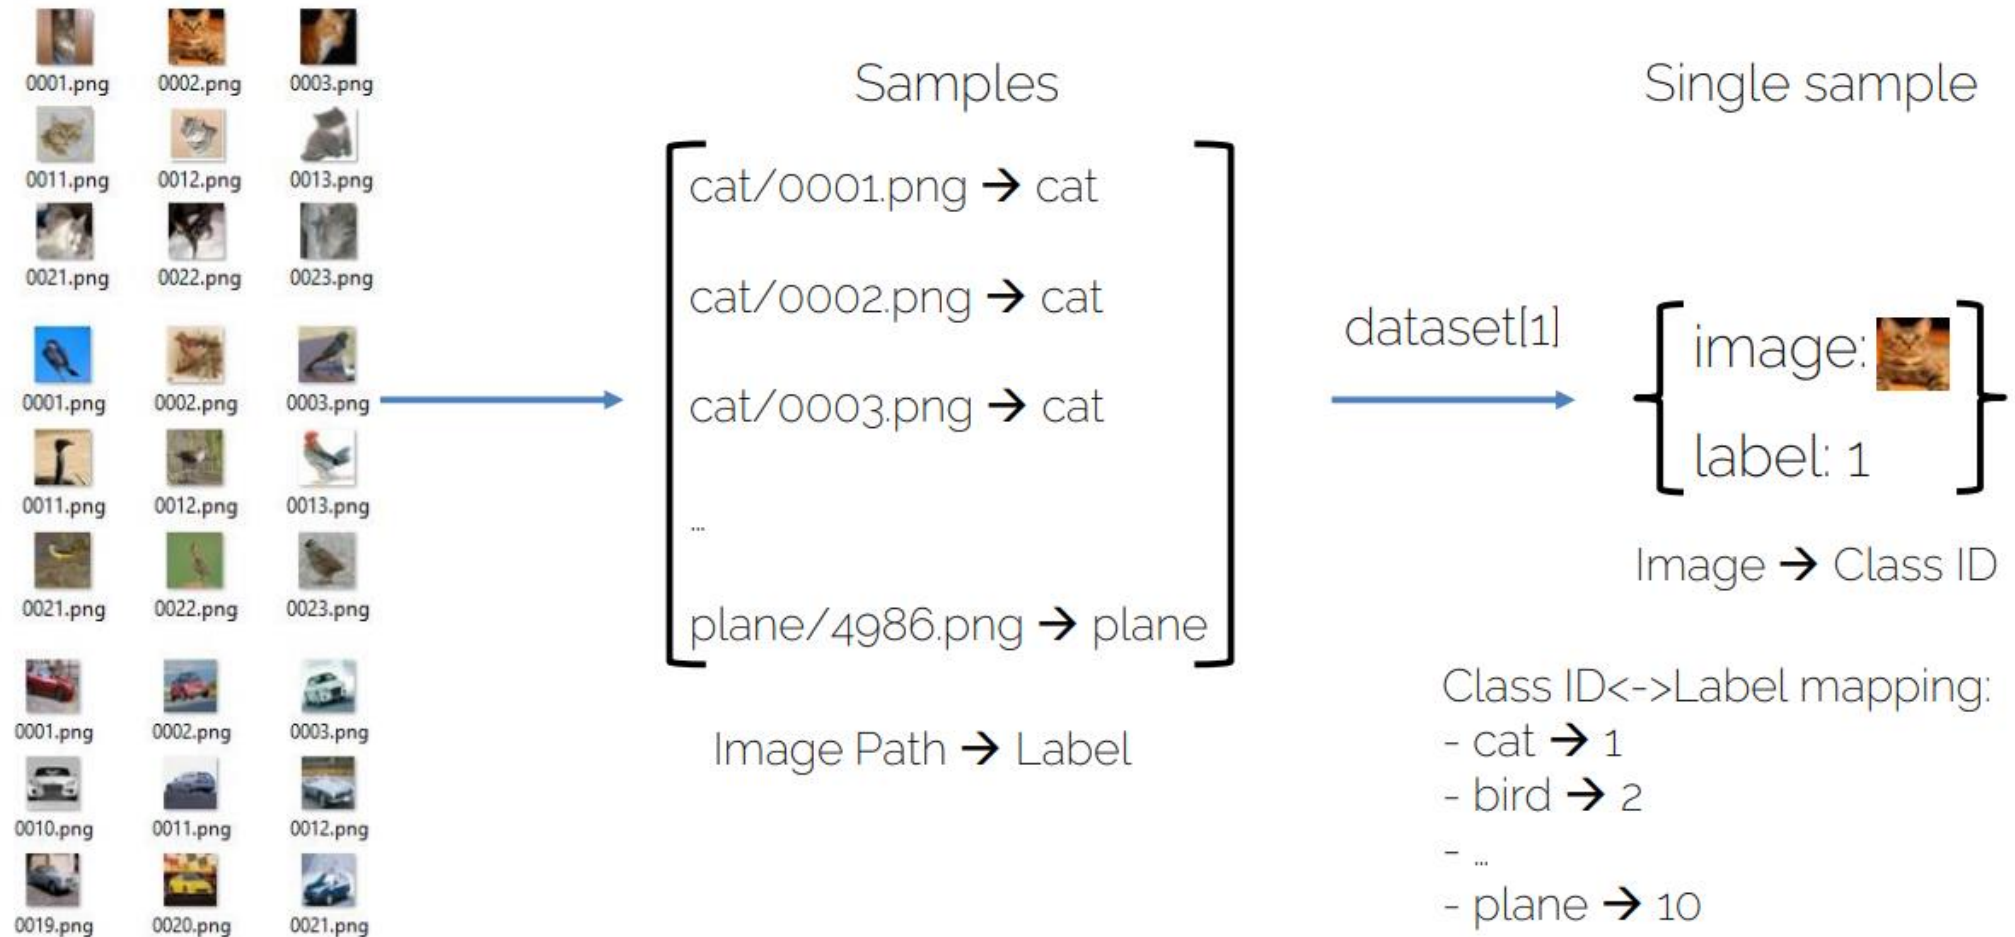 0001.png 0002.png 0003.png
0011.png 0012.png 0013.png
0021.png 0022.png 0023.png
0001.png 0002.png 0003.png
0011.png 0012.png 0013.png
0021.png 0022.png 0023.png
0001.png 0002.png 0003.png
0010.png 0011.png 0012.png
0019.png 0020.png 0021.png
Samples
cat/0001.png → cat
cat/0002.png → cat
cat/0003.png → cat
...
plane/4986.png → plane
Image Path → Label
dataset[1]
Single sample
image:
label: 1
Image → Class ID
Class ID<->Label mapping:
- cat → 1
- bird → 2
- ...
- plane → 10